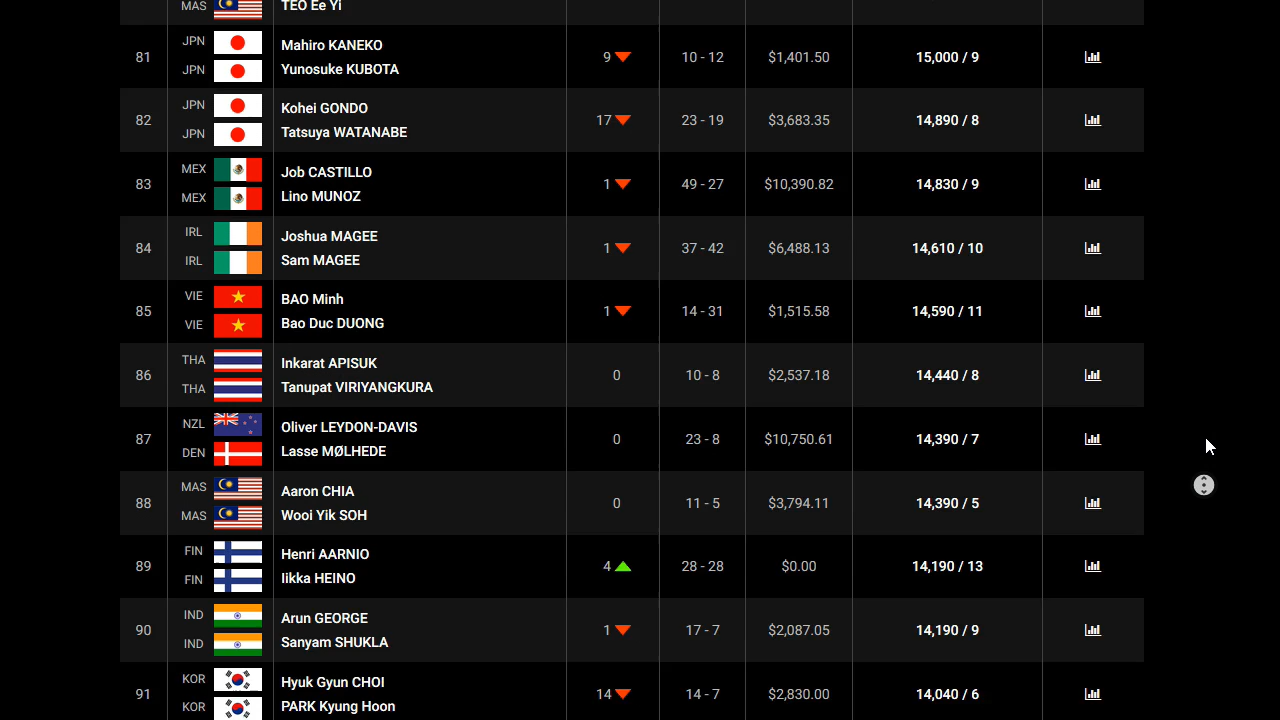 MAS TEO Ee Yi
81 JPN Mahiro KANEKO 9 10 - 12 $1,401.50 15,000 / 9
JPN Yunosuke KUBOTA
82 JPN Kohei GONDO 17 23 - 19 $3,683.35 14,890 / 8
JPN Tatsuya WATANABE
83 MEX Job CASTILLO 1 49 - 27 $10,390.82 14,830 / 9
MEX Lino MUNOZ
84 IRL Joshua MAGEE 1 37 - 42 $6,488.13 14,610 / 10
IRL Sam MAGEE
85 VIE BAO Minh 1 14 - 31 $1,515.58 14,590 / 11
VIE Bao Duc DUONG
86 THA Inkarat APISUK 0 10 - 8 $2,537.18 14,440 / 8
THA Tanupat VIRIYANGKURA
87 NZL Oliver LEYDON-DAVIS 0 23 - 8 $10,750.61 14,390 / 7
DEN Lasse MØLHEDE
88 MAS Aaron CHIA 0 11 - 5 $3,794.11 14,390 / 5
MAS Wooi Yik SOH
89 FIN Henri AARNIO 4 28 - 28 $0.00 14,190 / 13
FIN Iikka HEINO
90 IND Arun GEORGE 1 17 - 7 $2,087.05 14,190 / 9
IND Sanyam SHUKLA
91 KOR Hyuk Gyun CHOI 14 14 - 7 $2,830.00 14,040 / 6
KOR PARK Kyung Hoon